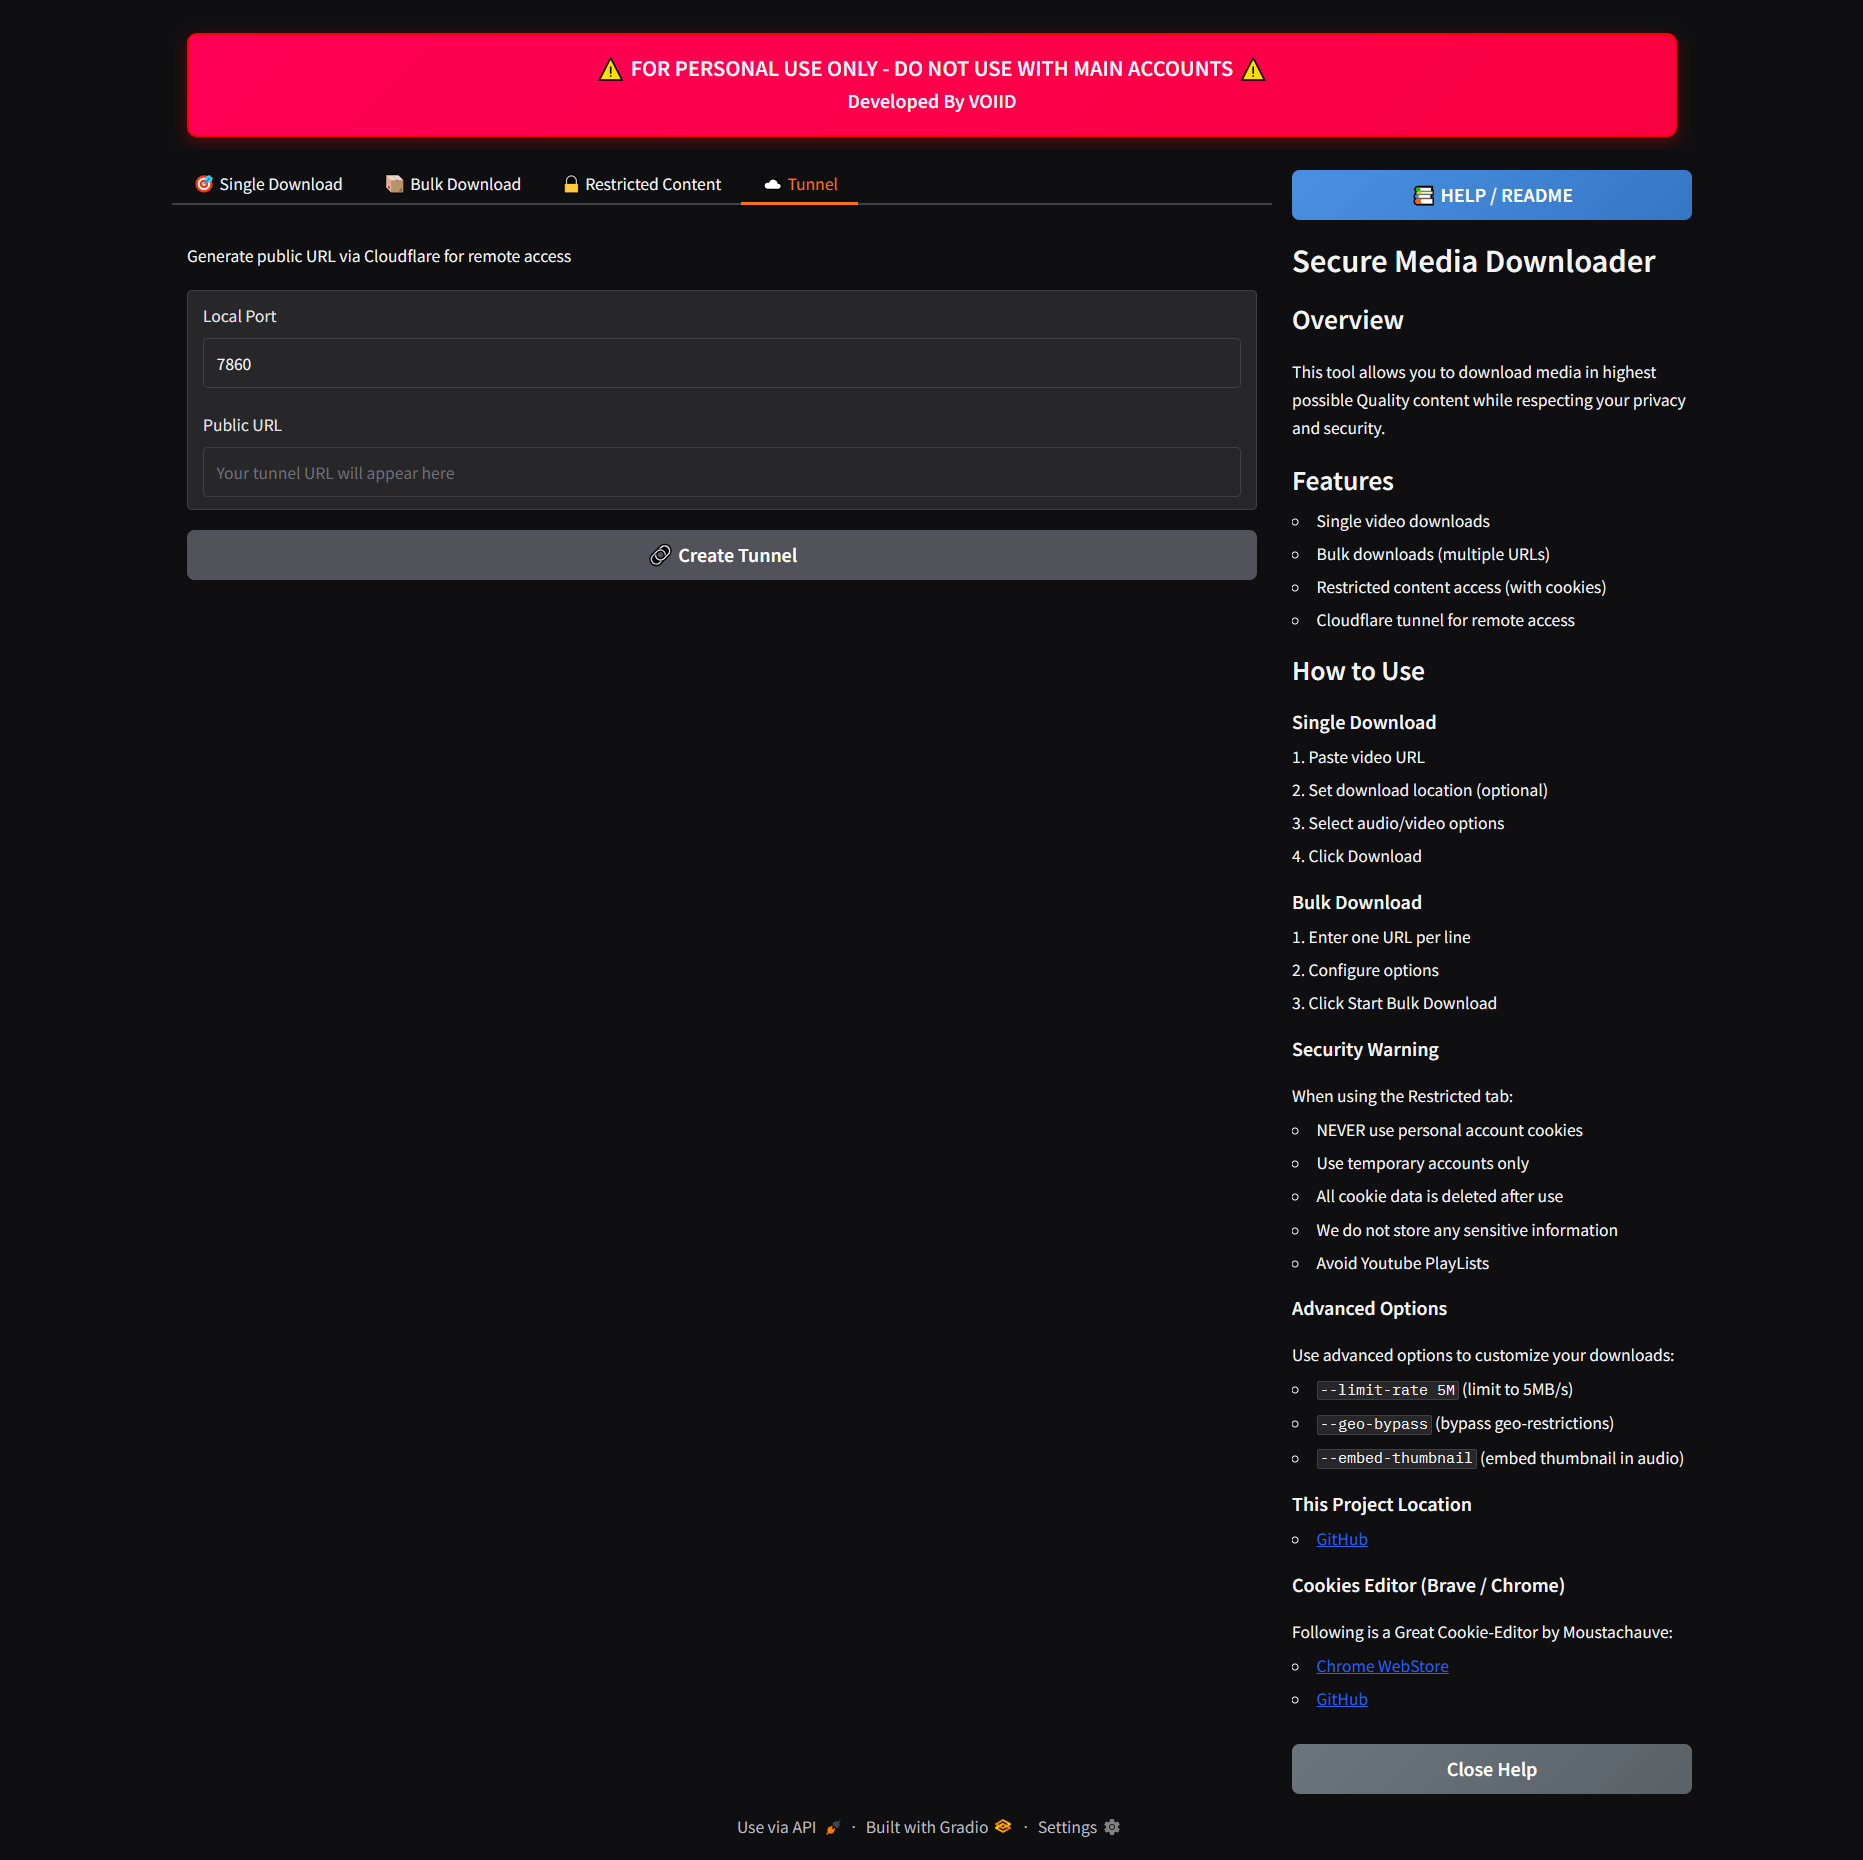 ⚠️ FOR PERSONAL USE ONLY - DO NOT USE WITH MAIN ACCOUNTS ⚠️
Developed By VOIID
🎯 Single Download
📦 Bulk Download
🔒 Restricted Content
☁️ Tunnel
Generate public URL via Cloudflare for remote access
Local Port
7860
Public URL
Your tunnel URL will appear here
🔗 Create Tunnel
📚 HELP / README
Secure Media Downloader
Overview
This tool allows you to download media in highest
possible Quality content while respecting your privacy
and security.
Features
Single video downloads
Bulk downloads (multiple URLs)
Restricted content access (with cookies)
Cloudflare tunnel for remote access
How to Use
Single Download
1. Paste video URL
2. Set download location (optional)
3. Select audio/video options
4. Click Download
Bulk Download
1. Enter one URL per line
2. Configure options
3. Click Start Bulk Download
Security Warning
When using the Restricted tab:
NEVER use personal account cookies
Use temporary accounts only
All cookie data is deleted after use
We do not store any sensitive information
Avoid Youtube PlayLists
Advanced Options
Use advanced options to customize your downloads:
--limit-rate 5M (limit to 5MB/s)
--geo-bypass (bypass geo-restrictions)
--embed-thumbnail (embed thumbnail in audio)
This Project Location
GitHub
Cookies Editor (Brave / Chrome)
Following is a Great Cookie-Editor by Moustachauve:
Chrome WebStore
GitHub
Close Help
Use via API 🚀 · Built with Gradio · Settings ⚙️